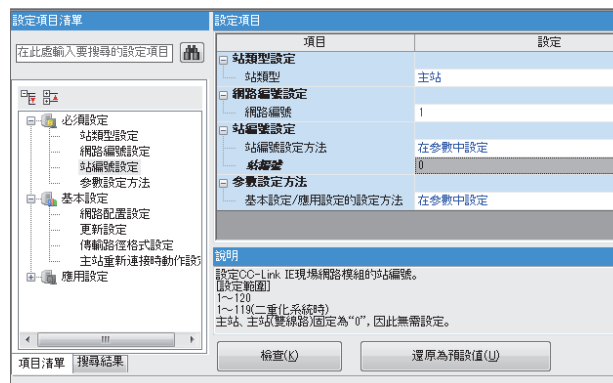 設定項目清單
在此處輸入要搜尋的設定項目
必須設定
站類型設定
網路編號設定
站編號設定
參數設定方法
基本設定
網路配置設定
更新設定
傳輸路徑格式設定
主站重新連接時動作設定
應用設定
項目清單 搜尋結果
設定項目
項目 設定
站類型設定
站類型 主站
網路編號設定
網路編號 1
站編號設定
站編號設定方法 在參數中設定
站編號 0
參數設定方法
基本設定/應用設定的設定方法 在參數中設定
說明
設定CC-Link IE現場網路模組的站編號。
[設定範圍]
1～120
1～119(二重化系統時)
主站、主站(雙線路)固定為“0”, 因此無需設定。
檢查(K) 還原為預設值(U)